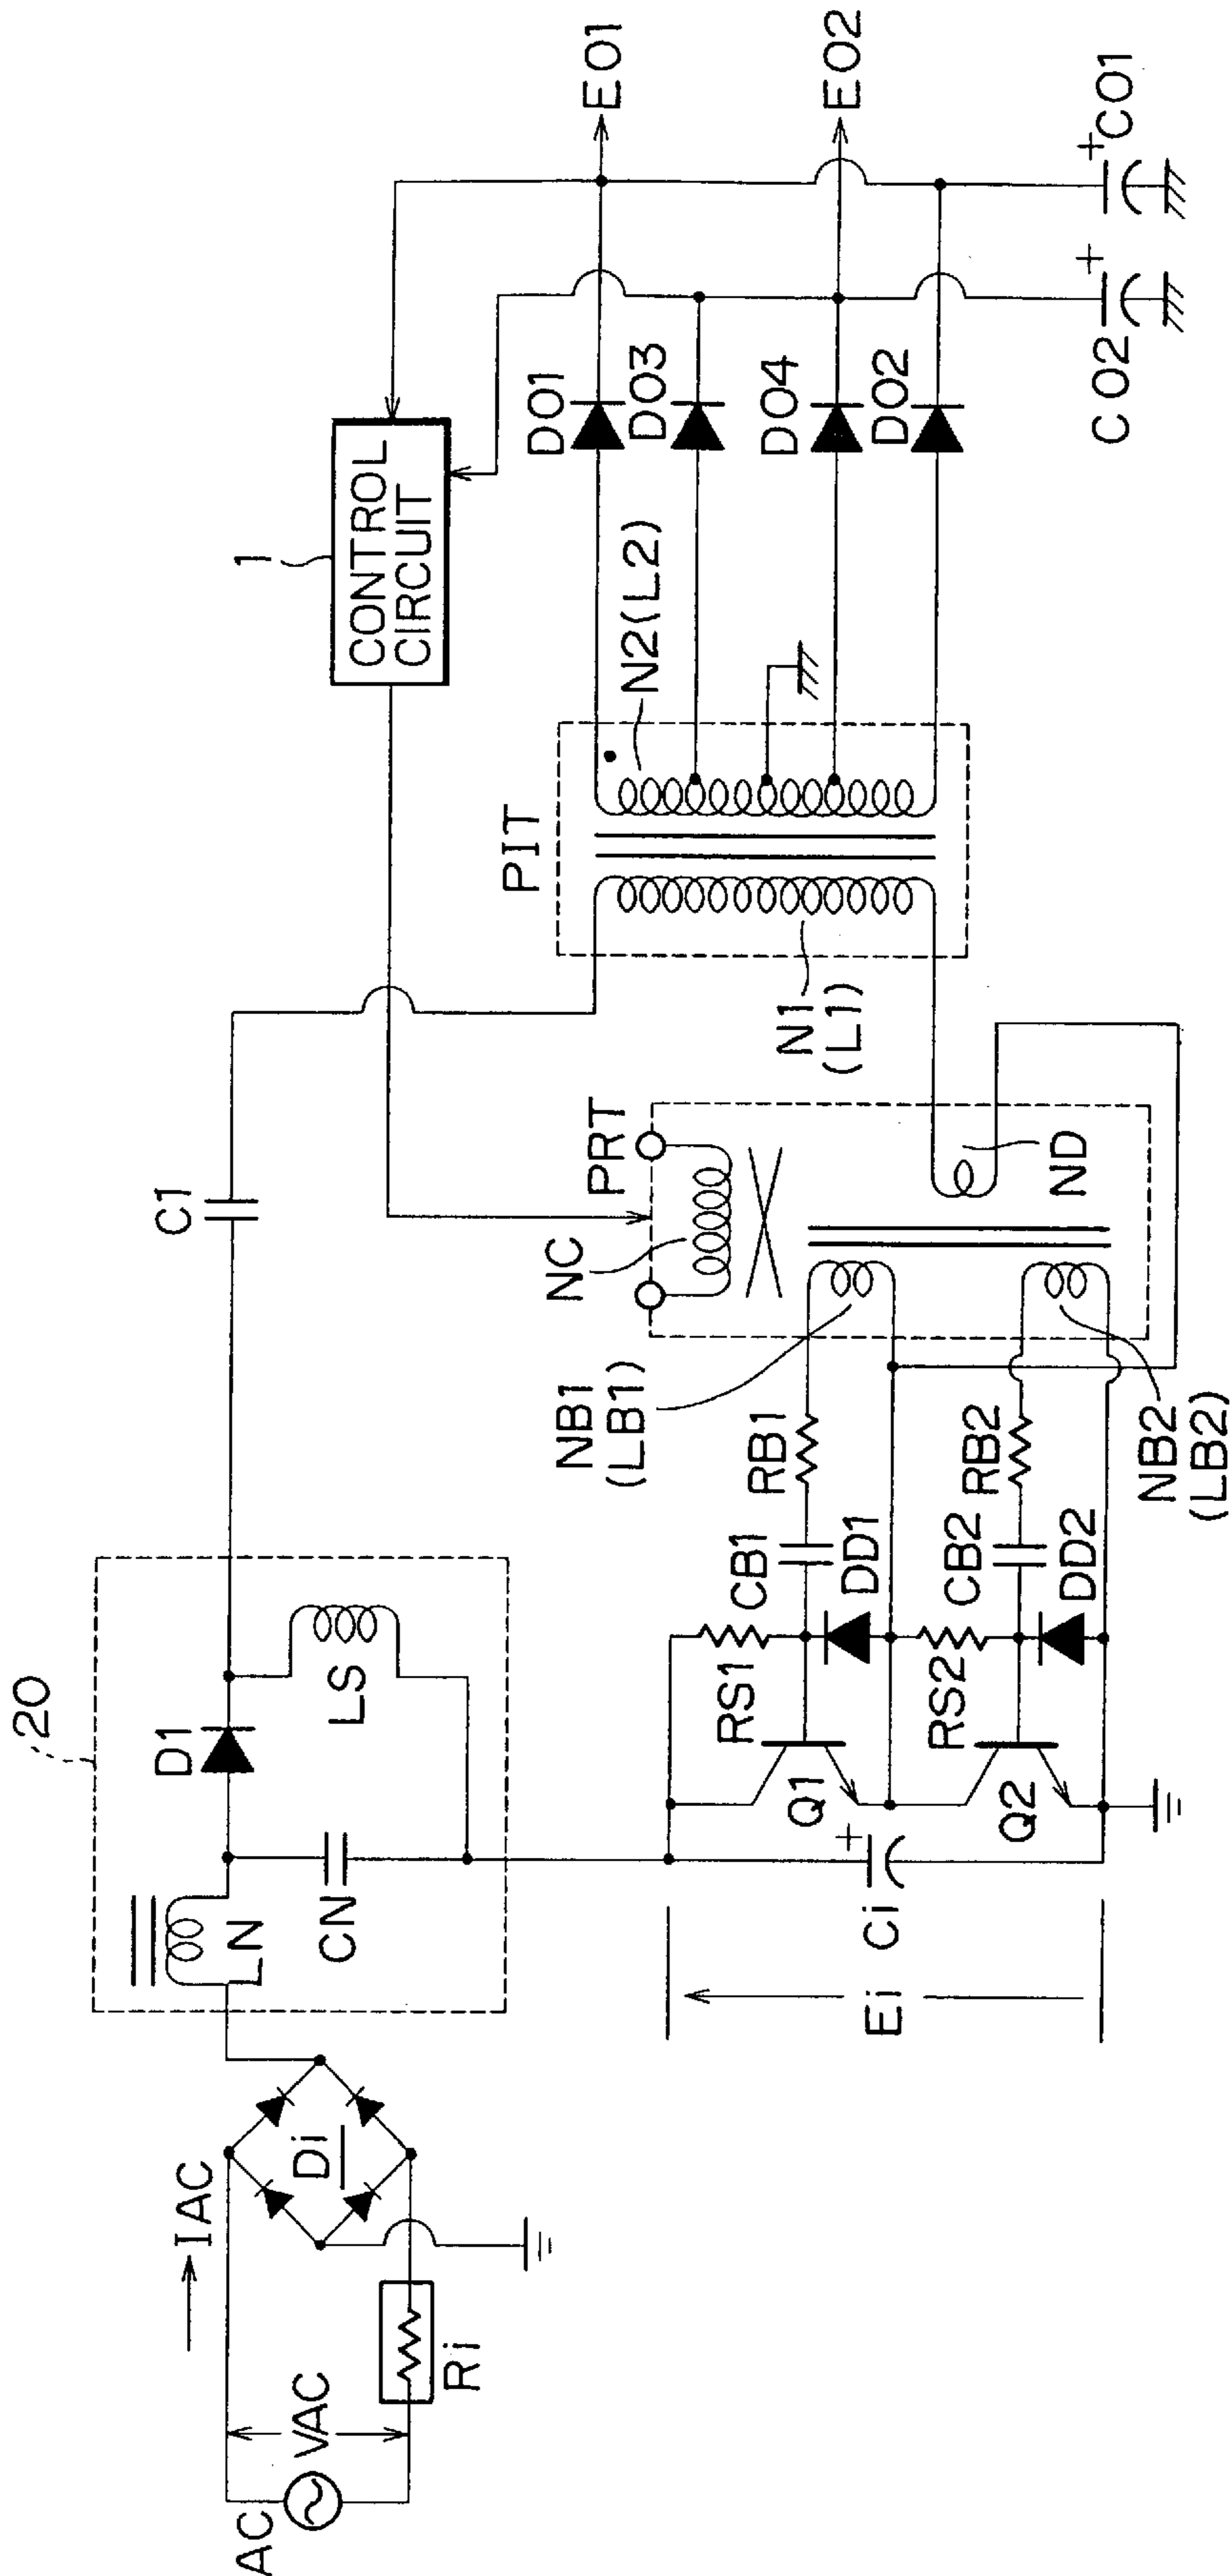 AC
VAC
IAC
Ri
Di
20
LN
CN
D1
LS
C1
Ei
Ci
Q1
Q2
RS1
RS2
CB1
DD1
CB2
DD2
RB1
RB2
NB1
(LB1)
NB2
(LB2)
NC
PRT
ND
N1
(L1)
PIT
N2(L2)
1
CONTROL
CIRCUIT
DO1
DO3
DO4
DO2
CO2
CO1
EO1
EO2